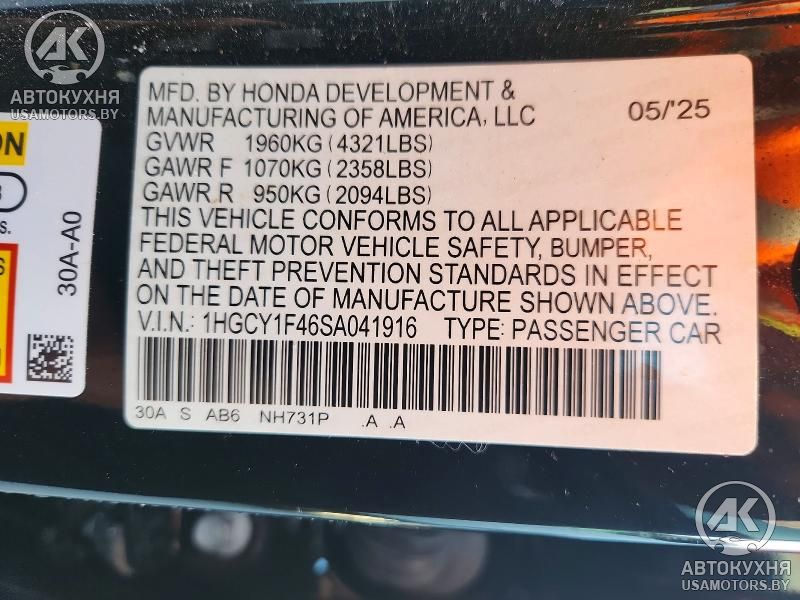 AK
АВТОКУХНЯ
USAMOTORS.BY
ON
S.
S
30A-A0
MFD. BY HONDA DEVELOPMENT &
MANUFACTURING OF AMERICA, LLC 05/'25
GVWR 1960KG (4321LBS)
GAWR F 1070KG (2358LBS)
GAWR R 950KG (2094LBS)
THIS VEHICLE CONFORMS TO ALL APPLICABLE
FEDERAL MOTOR VEHICLE SAFETY, BUMPER,
AND THEFT PREVENTION STANDARDS IN EFFECT
ON THE DATE OF MANUFACTURE SHOWN ABOVE.
V.I.N.: 1HGCY1F46SA041916 TYPE: PASSENGER CAR
30A S AB6 NH731P .A .A
AK
АВТОКУХНЯ
USAMOTORS.BY